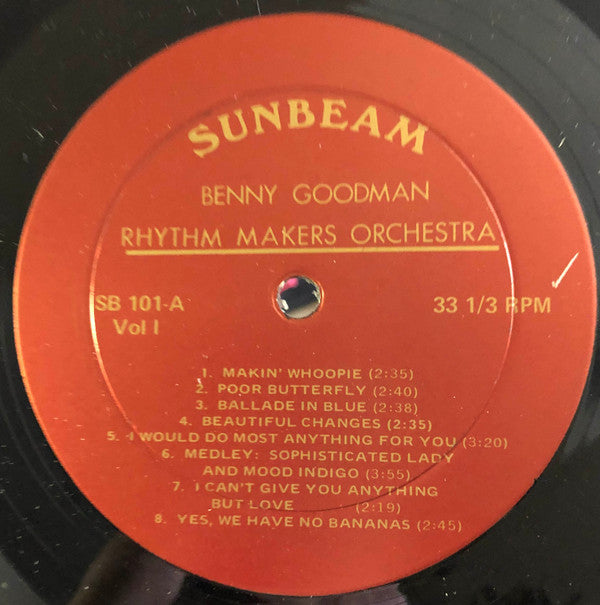 SUNBEAM
BENNY GOODMAN
RHYTHM MAKERS ORCHESTRA
SB 101-A
Vol I
33 1/3 RPM
1. MAKIN' WHOOPIE (2:35)
2. POOR BUTTERFLY (2:40)
3. BALLADE IN BLUE (2:38)
4. BEAUTIFUL CHANGES (2:35)
5. I WOULD DO MOST ANYTHING FOR YOU (3:20)
6. MEDLEY: SOPHISTICATED LADY
AND MOOD INDIGO (3:55)
7. I CAN'T GIVE YOU ANYTHING
BUT LOVE (2:19)
8. YES, WE HAVE NO BANANAS (2:45)